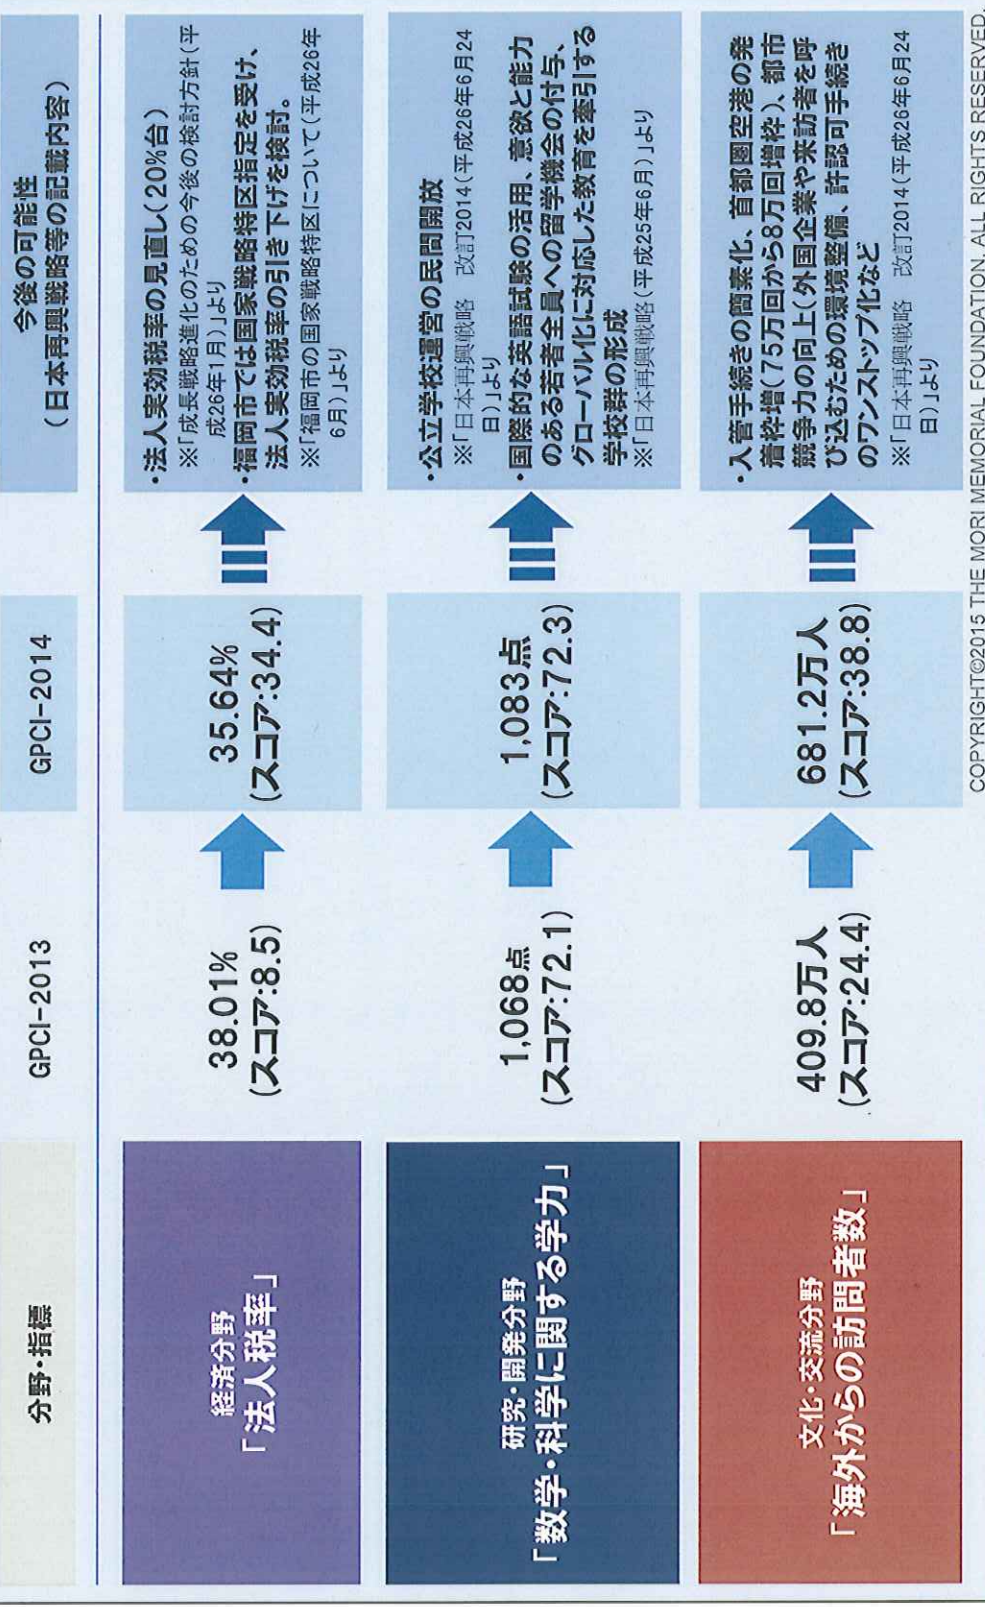 分野・指標
GPCI-2013
GPCI-2014
今後の可能性
（日本再興戦略等の記載内容）
経済分野
「法人税率」
38.01%
(スコア:8.5)
35.64%
(スコア:34.4)
・法人実効税率の見直し(20%台)
※「成長戦略進化のための今後の検討方針(平
成26年1月)」より
・福岡市では国家戦略特区指定を受け、
法人実効税率の引き下げを検討。
※「福岡市の国家戦略特区について(平成26年
6月)」より
研究・開発分野
「数学・科学に関する学力」
1,068点
(スコア:72.1)
1,083点
(スコア:72.3)
・公立学校運営の民間開放
※「日本再興戦略 改訂2014(平成26年6月24
日)」より
・国際的な英語試験の活用、意欲と能力
のある若者全員への留学機会の付与、
グローバル化に対応した教育を牽引する
学校群の形成
※「日本再興戦略(平成25年6月)」より
文化・交流分野
「海外からの訪問者数」
409.8万人
(スコア:24.4)
681.2万人
(スコア:38.8)
・入管手続きの簡素化、首都圏空港の発
着枠増(75万回から8万回増枠)、都市
競争力の向上(外国企業や来訪者を呼
び込むための環境整備、許認可手続き
のワンストップ化など
※「日本再興戦略 改訂2014(平成26年6月24
日)」より
COPYRIGHT©2015 THE MORI MEMORIAL FOUNDATION. ALL RIGHTS RESERVED.